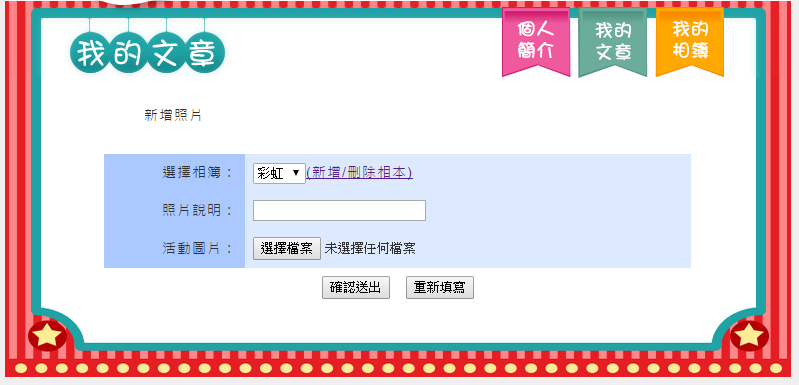 我的文章
個人
簡介
我的
文章
我的
相簿
新增照片
選擇相簿：
彩虹 (新增/刪除相本)
照片說明：
活動圖片： 選擇檔案 未選擇任何檔案
確認送出 重新填寫